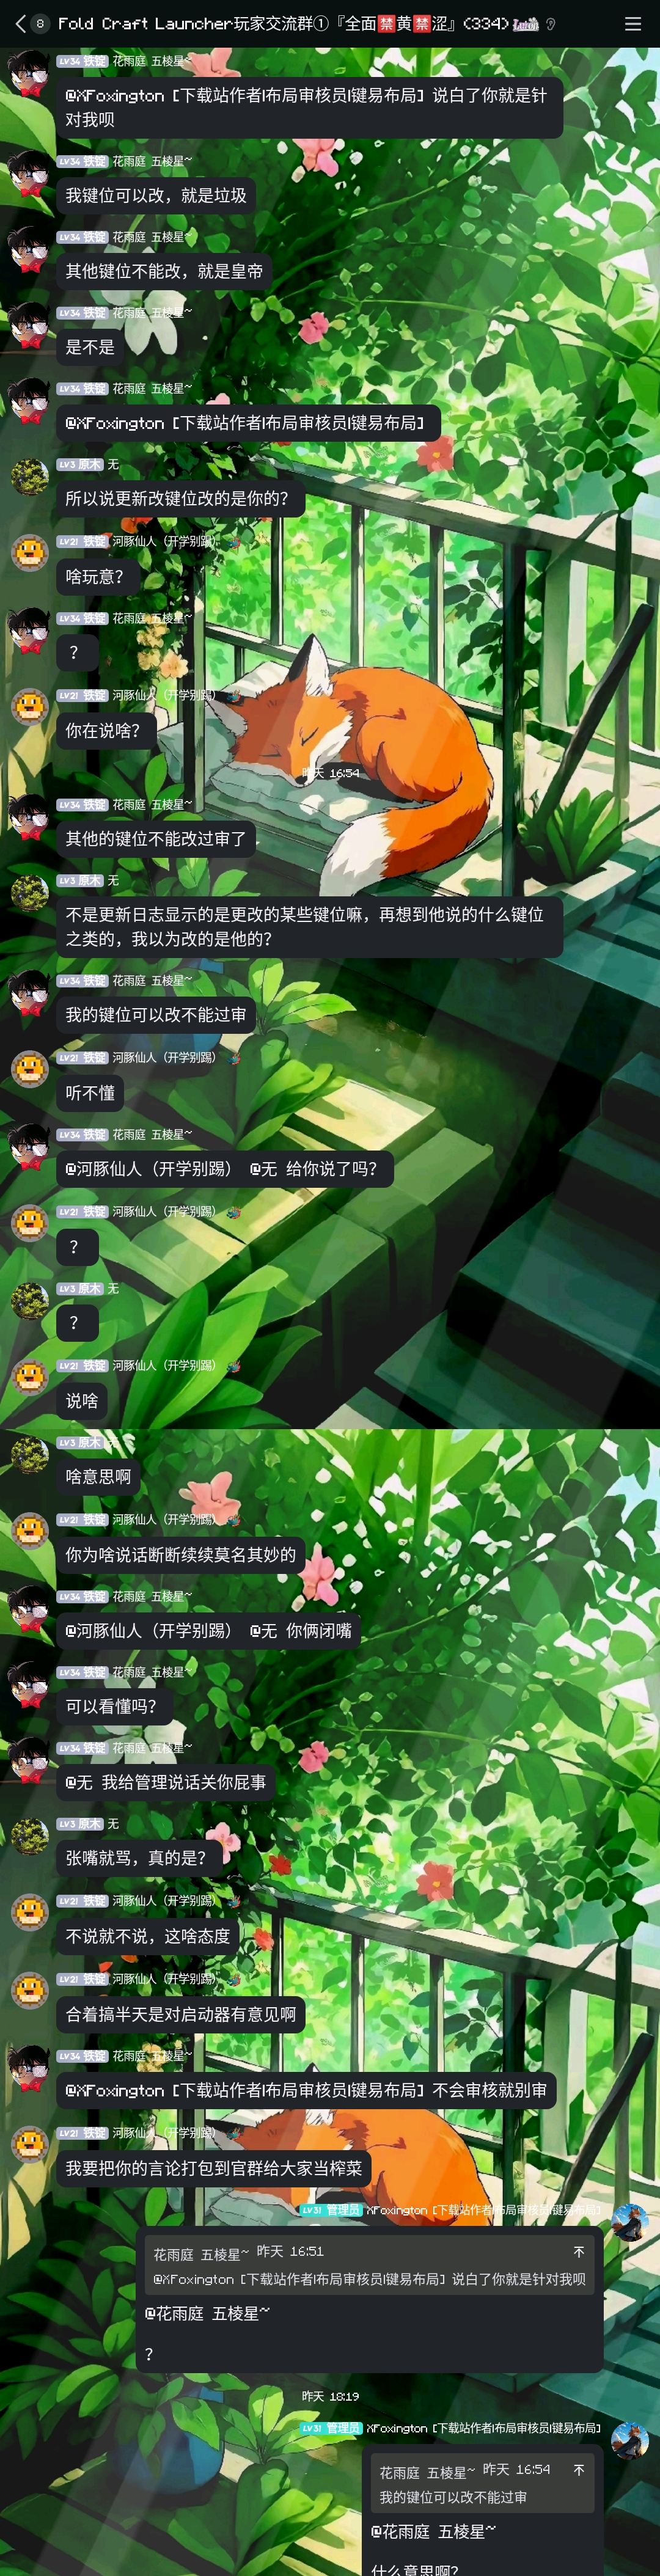 8 Fold Craft Launcher玩家交流群①『全面🈲黄🈲涩』(334)
LV34 铁锭 花雨庭 五棱星~
@XFoxington [下载站作者|布局审核员|键易布局] 说白了你就是针
对我呗
LV34 铁锭 花雨庭 五棱星~
我键位可以改，就是垃圾
LV34 铁锭 花雨庭 五棱星~
其他键位不能改，就是皇帝
LV34 铁锭 花雨庭 五棱星~
是不是
LV34 铁锭 花雨庭 五棱星~
@XFoxington [下载站作者|布局审核员|键易布局]
LV3 原木 无
所以说更新改键位改的是你的？
LV21 铁锭 河豚仙人（开学别踢）
啥玩意？
LV34 铁锭 花雨庭 五棱星~
？
LV21 铁锭 河豚仙人（开学别踢）
你在说啥？
昨天 16:54
LV34 铁锭 花雨庭 五棱星~
其他的键位不能改过审了
LV3 原木 无
不是更新日志显示的是更改的某些键位嘛，再想到他说的什么键位
之类的，我以为改的是他的？
LV34 铁锭 花雨庭 五棱星~
我的键位可以改不能过审
LV21 铁锭 河豚仙人（开学别踢）
听不懂
LV34 铁锭 花雨庭 五棱星~
@河豚仙人（开学别踢） @无 给你说了吗？
LV21 铁锭 河豚仙人（开学别踢）
？
LV3 原木 无
？
LV21 铁锭 河豚仙人（开学别踢）
说啥
LV3 原木 无
啥意思啊
LV21 铁锭 河豚仙人（开学别踢）
你为啥说话断断续续莫名其妙的
LV34 铁锭 花雨庭 五棱星~
@河豚仙人（开学别踢） @无 你俩闭嘴
LV34 铁锭 花雨庭 五棱星~
可以看懂吗？
LV34 铁锭 花雨庭 五棱星~
@无 我给管理说话关你屁事
LV3 原木 无
张嘴就骂，真的是？
LV21 铁锭 河豚仙人（开学别踢）
不说就不说，这啥态度
LV21 铁锭 河豚仙人（开学别踢）
合着搞半天是对启动器有意见啊
LV34 铁锭 花雨庭 五棱星~
@XFoxington [下载站作者|布局审核员|键易布局] 不会审核就别审
LV21 铁锭 河豚仙人（开学别踢）
我要把你的言论打包到官群给大家当榨菜
LV31 管理员 XFoxington [下载站作者|布局审核员|键易布局]
花雨庭 五棱星~ 昨天 16:51
@XFoxington [下载站作者|布局审核员|键易布局] 说白了你就是针对我呗
@花雨庭 五棱星~
？
昨天 18:19
LV31 管理员 XFoxington [下载站作者|布局审核员|键易布局]
花雨庭 五棱星~ 昨天 16:54
我的键位可以改不能过审
@花雨庭 五棱星~
什么意思啊？